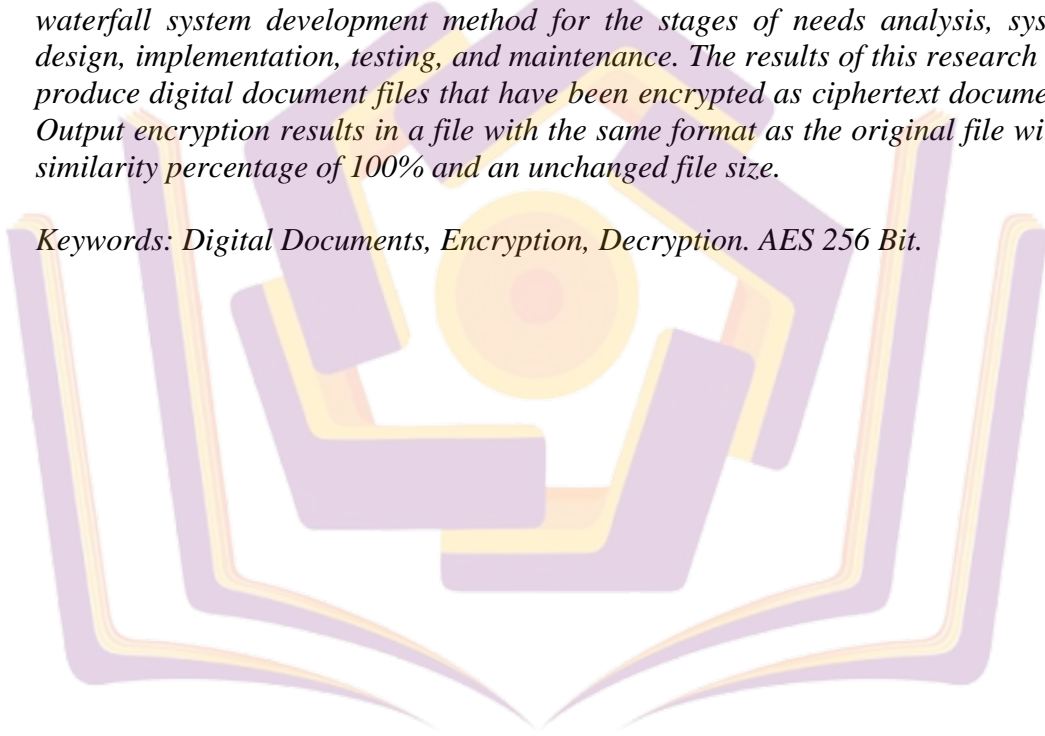 waterfall system development method for the stages of needs analysis, sys
design, implementation, testing, and maintenance. The results of this research
produce digital document files that have been encrypted as ciphertext docume
Output encryption results in a file with the same format as the original file wi
similarity percentage of 100% and an unchanged file size.
Keywords: Digital Documents, Encryption, Decryption. AES 256 Bit.